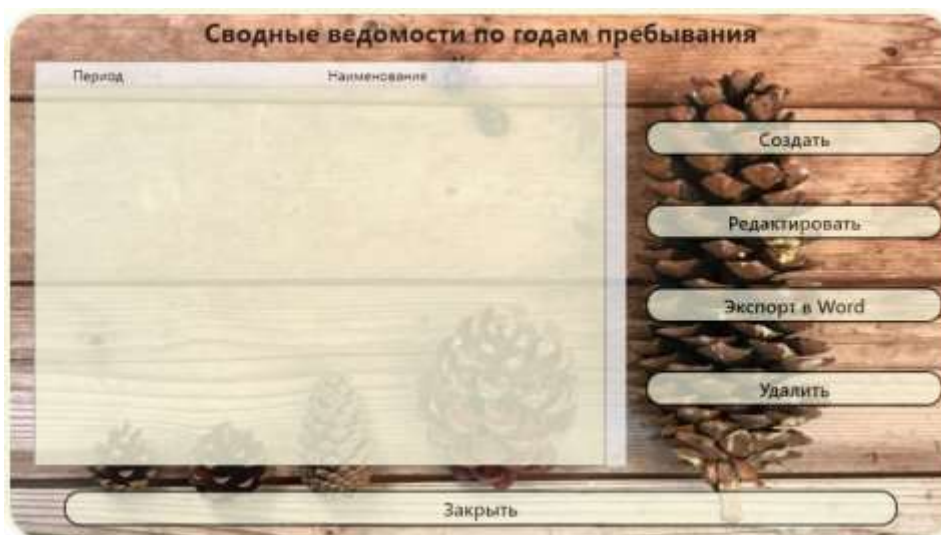 Сводные ведомости по годам пребывания
Период Наименование
Создать
Редактировать
Экспорт в Word
Удалить
Закрыть